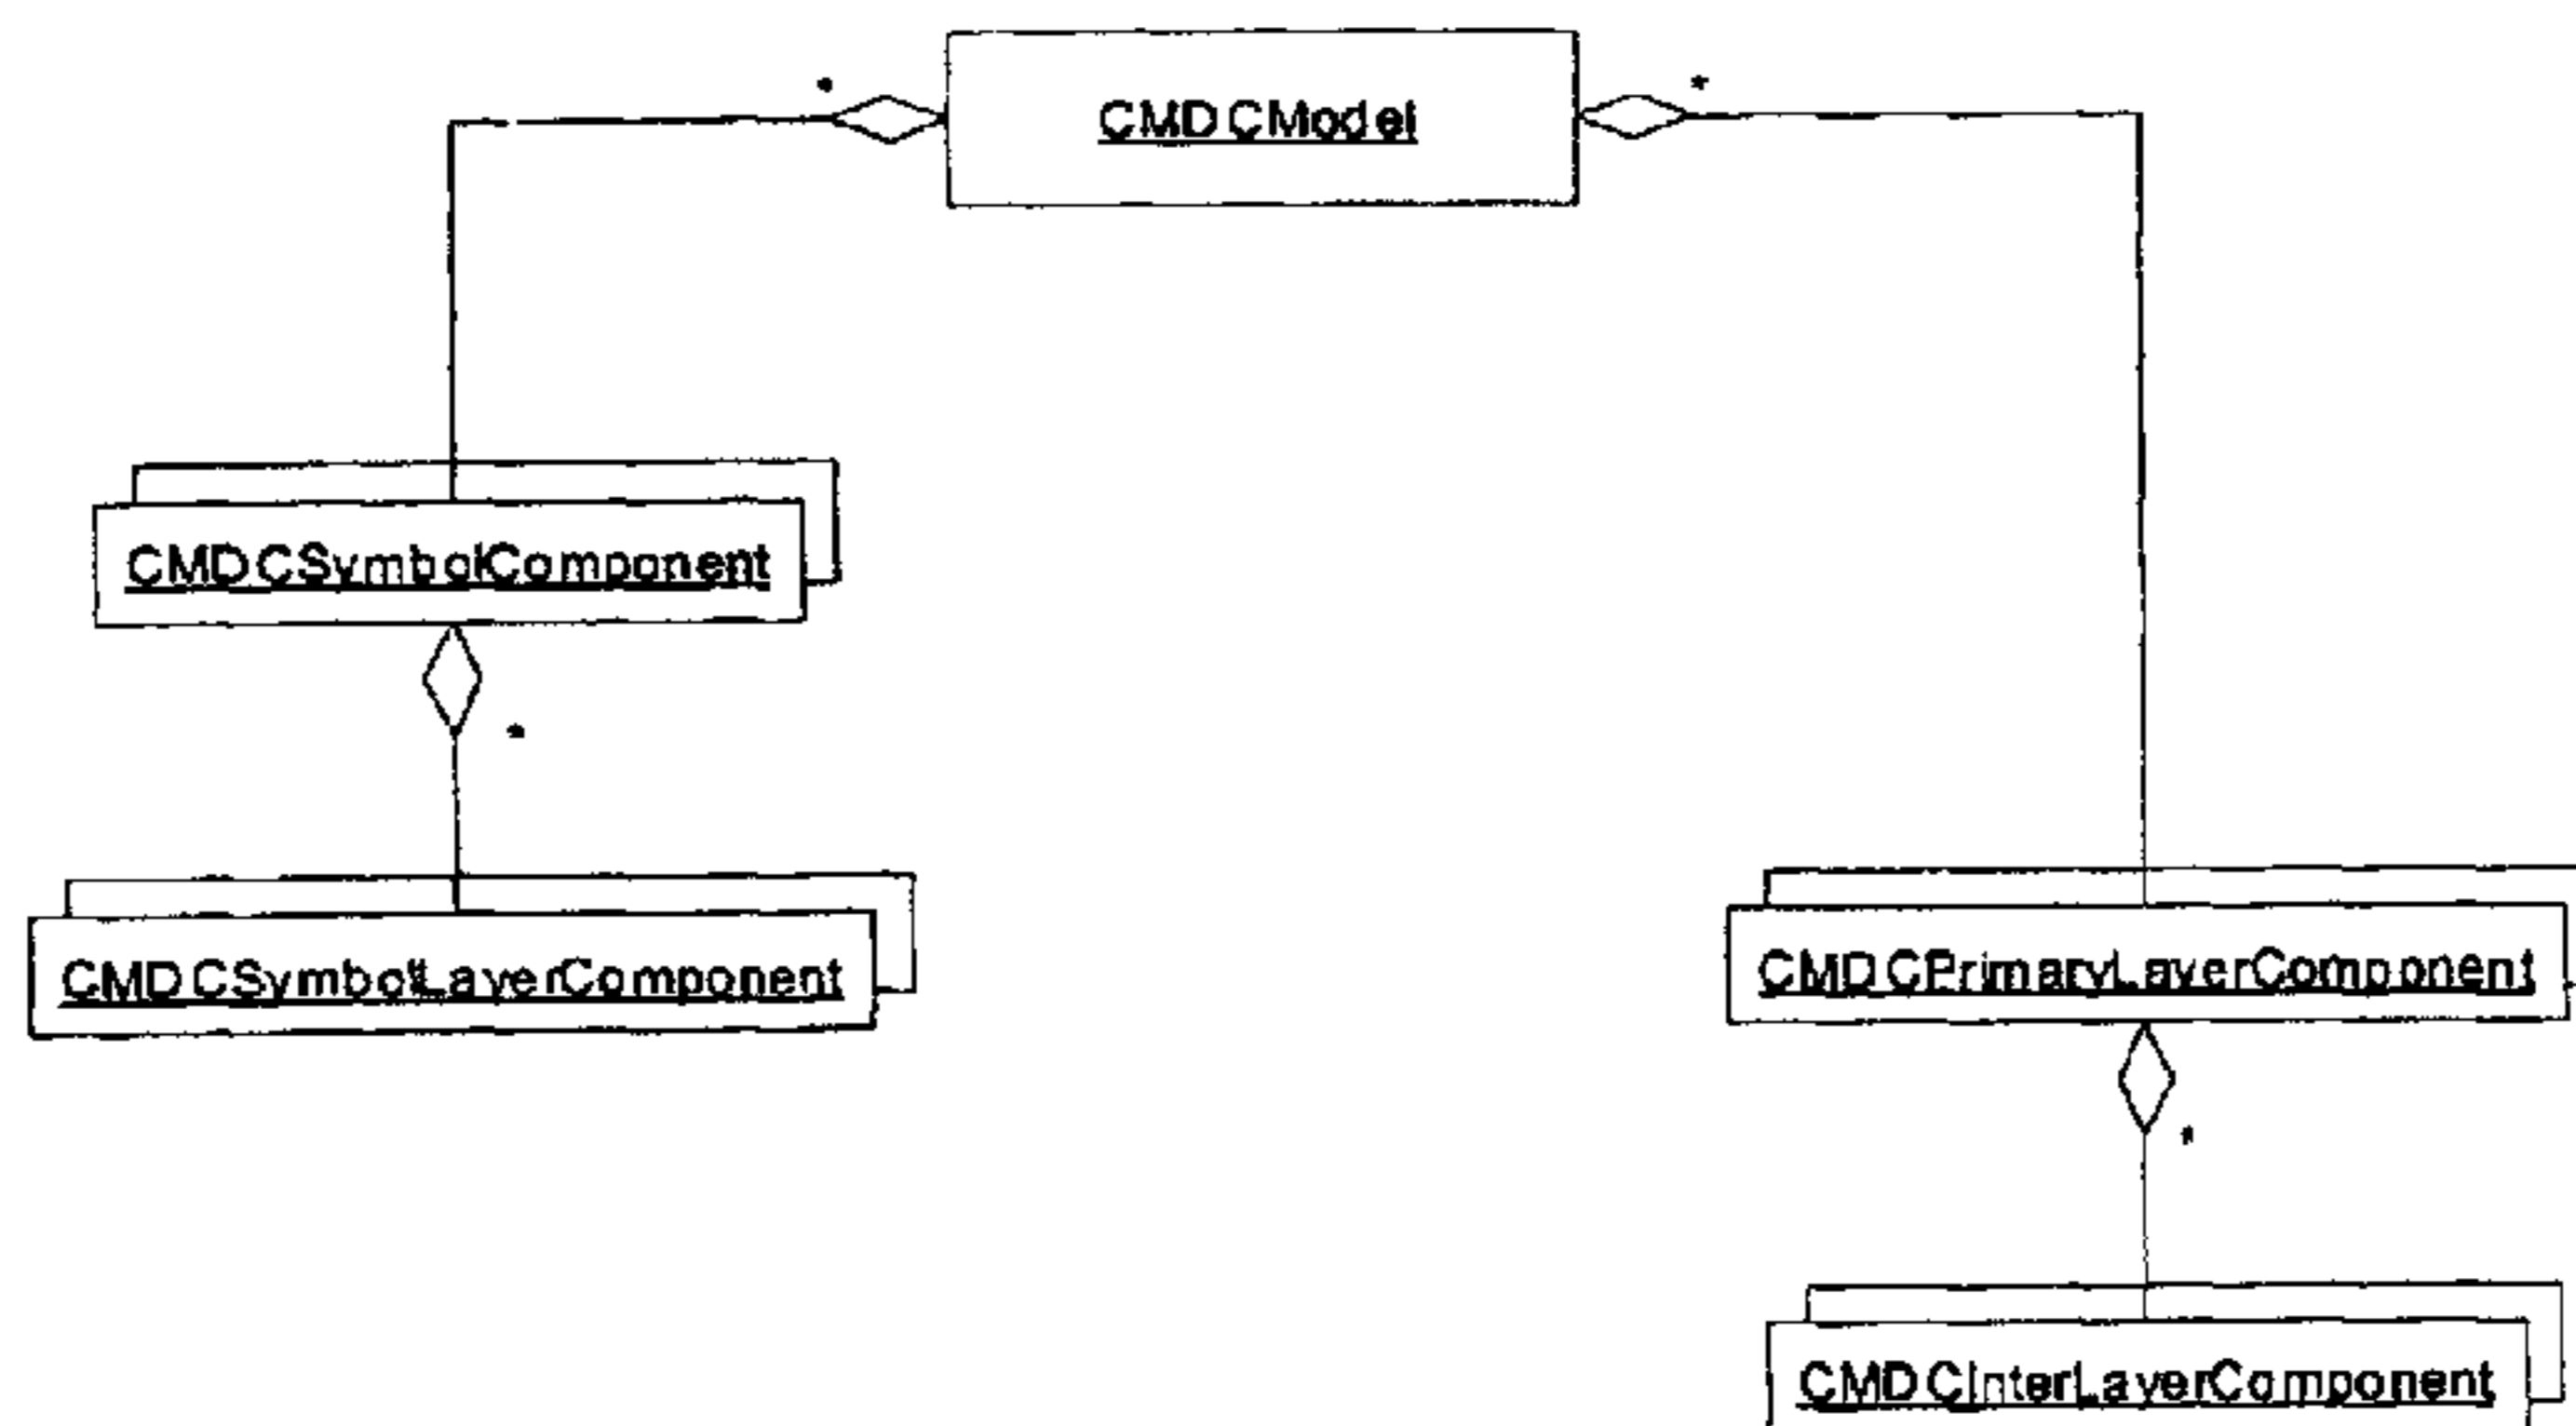 *
*
CMDCModel
CMDCSymbolComponent
*
CMDCSymbolLayerComponent
CMDCPrimaryLayerComponent
*
CMDCInterLayerComponent